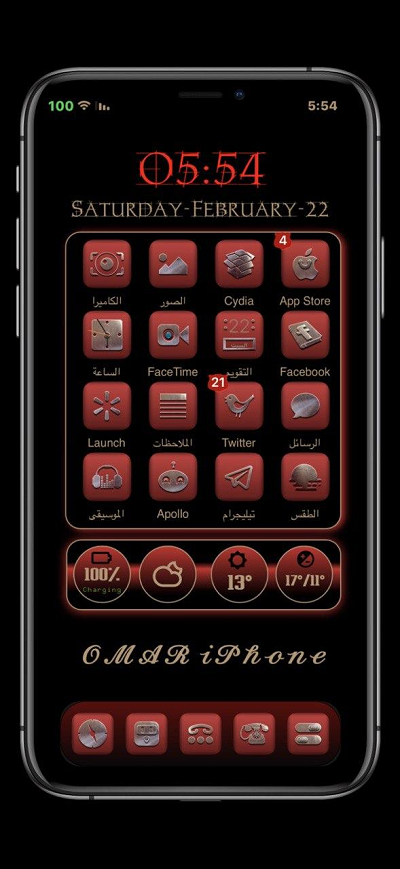 100 5:54
05:54
SATURDAY-FEBRUARY-22
4
الكاميرا الصور Cydia App Store
22
السبت
الساعة FaceTime التقويم Facebook
21
Launch الملاحظات Twitter الرسائل
الموسيقى Apollo تيليجرام الطقس
100% 13° 17°/11°
Charging
OMAR iPhone